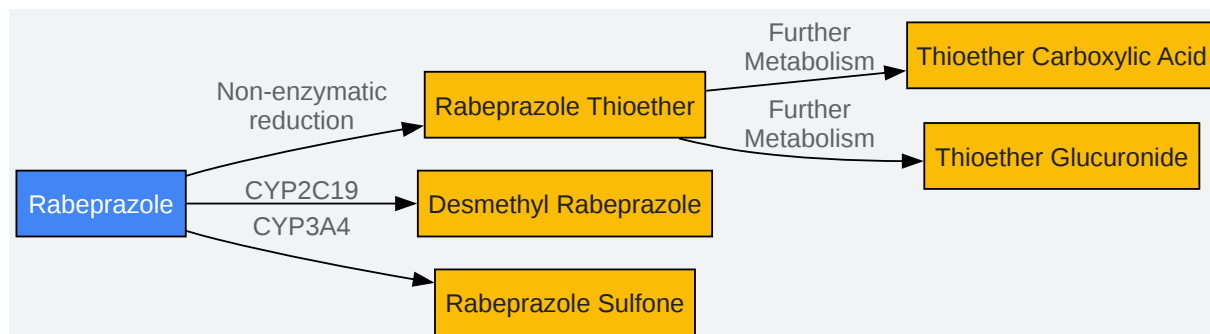 Rabeprazole
Non-enzymatic
reduction
CYP2C19
CYP3A4
Rabeprazole Thioether
Desmethyl Rabeprazole
Rabeprazole Sulfone
Further
Metabolism
Further
Metabolism
Thioether Carboxylic Acid
Thioether Glucuronide